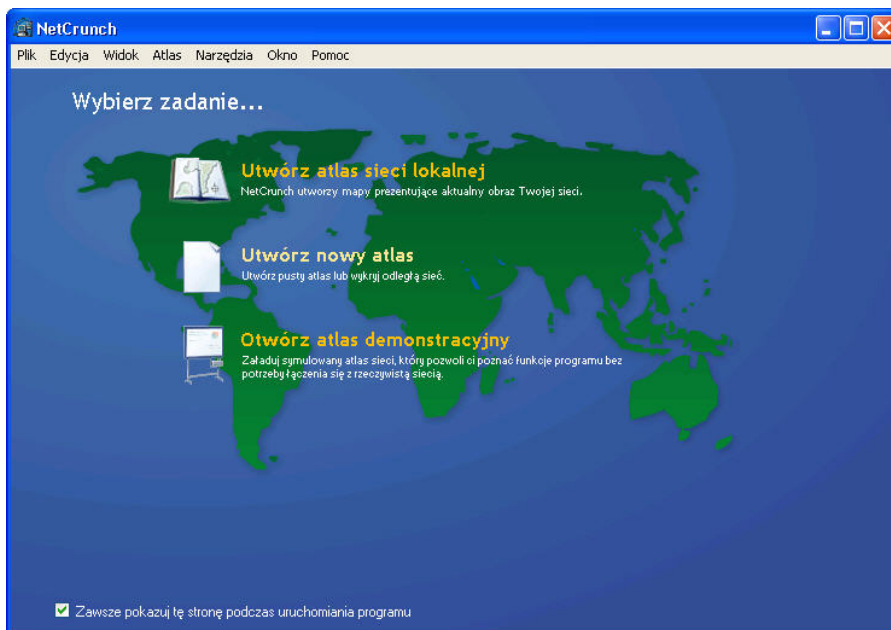 NetCrunch
Plik Edycja Widok Atlas Narzędzia Okno Pomoc
Wybierz zadanie...
Utwórz atlas sieci lokalnej
NetCrunch utworzy mapy prezentujące aktualny obraz Twojej sieci.
Utwórz nowy atlas
Utwórz pusty atlas lub wykryj odległą sieć.
Otwórz atlas demonstracyjny
Załaduj symulowany atlas sieci, który pozwoli ci poznać funkcje programu bez
potrzeby łączenia się z rzeczywistą siecią.
Zawsze pokazuj tę stronę podczas uruchomiania programu